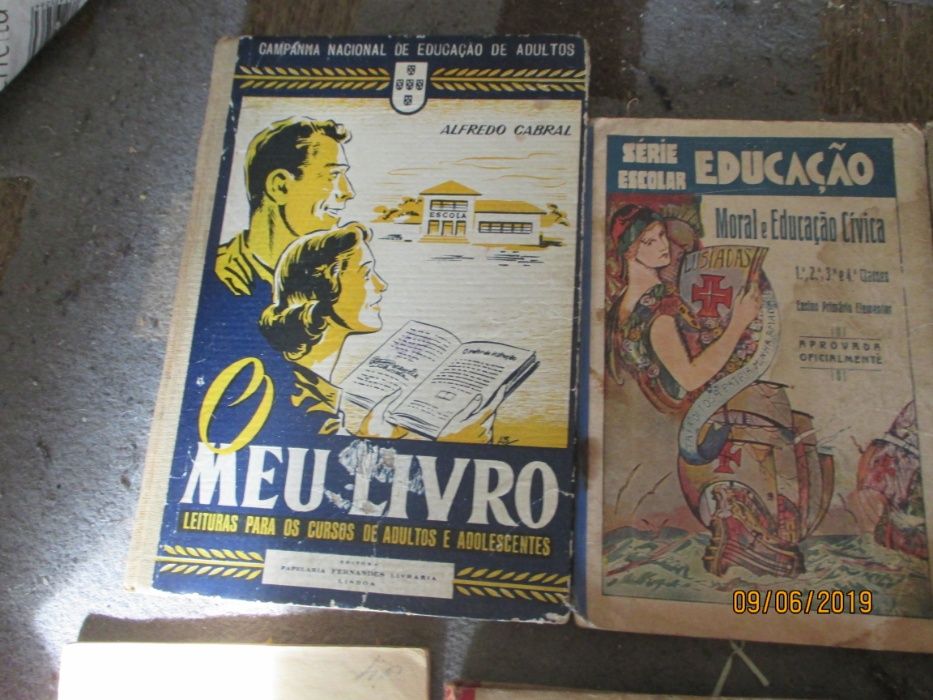 CAMPANHA NACIONAL DE EDUCAÇÃO DE ADULTOS
ALFREDO CABRAL
ESCOLA
O
MEU LIVRO
LEITURAS PARA OS CURSOS DE ADULTOS E ADOLESCENTES
EDITORA
PAPELARIA FERNANDES LIVRARIA
LISBOA
SÉRIE
ESCOLAR
EDUCAÇÃO
Moral e Educação Cívica
1.ª, 2.ª, 3.ª e 4.ª Classes
Ensino Primário Elementar
APROVADA
OFICIALMENTE
LUSIADAS
09/06/2019